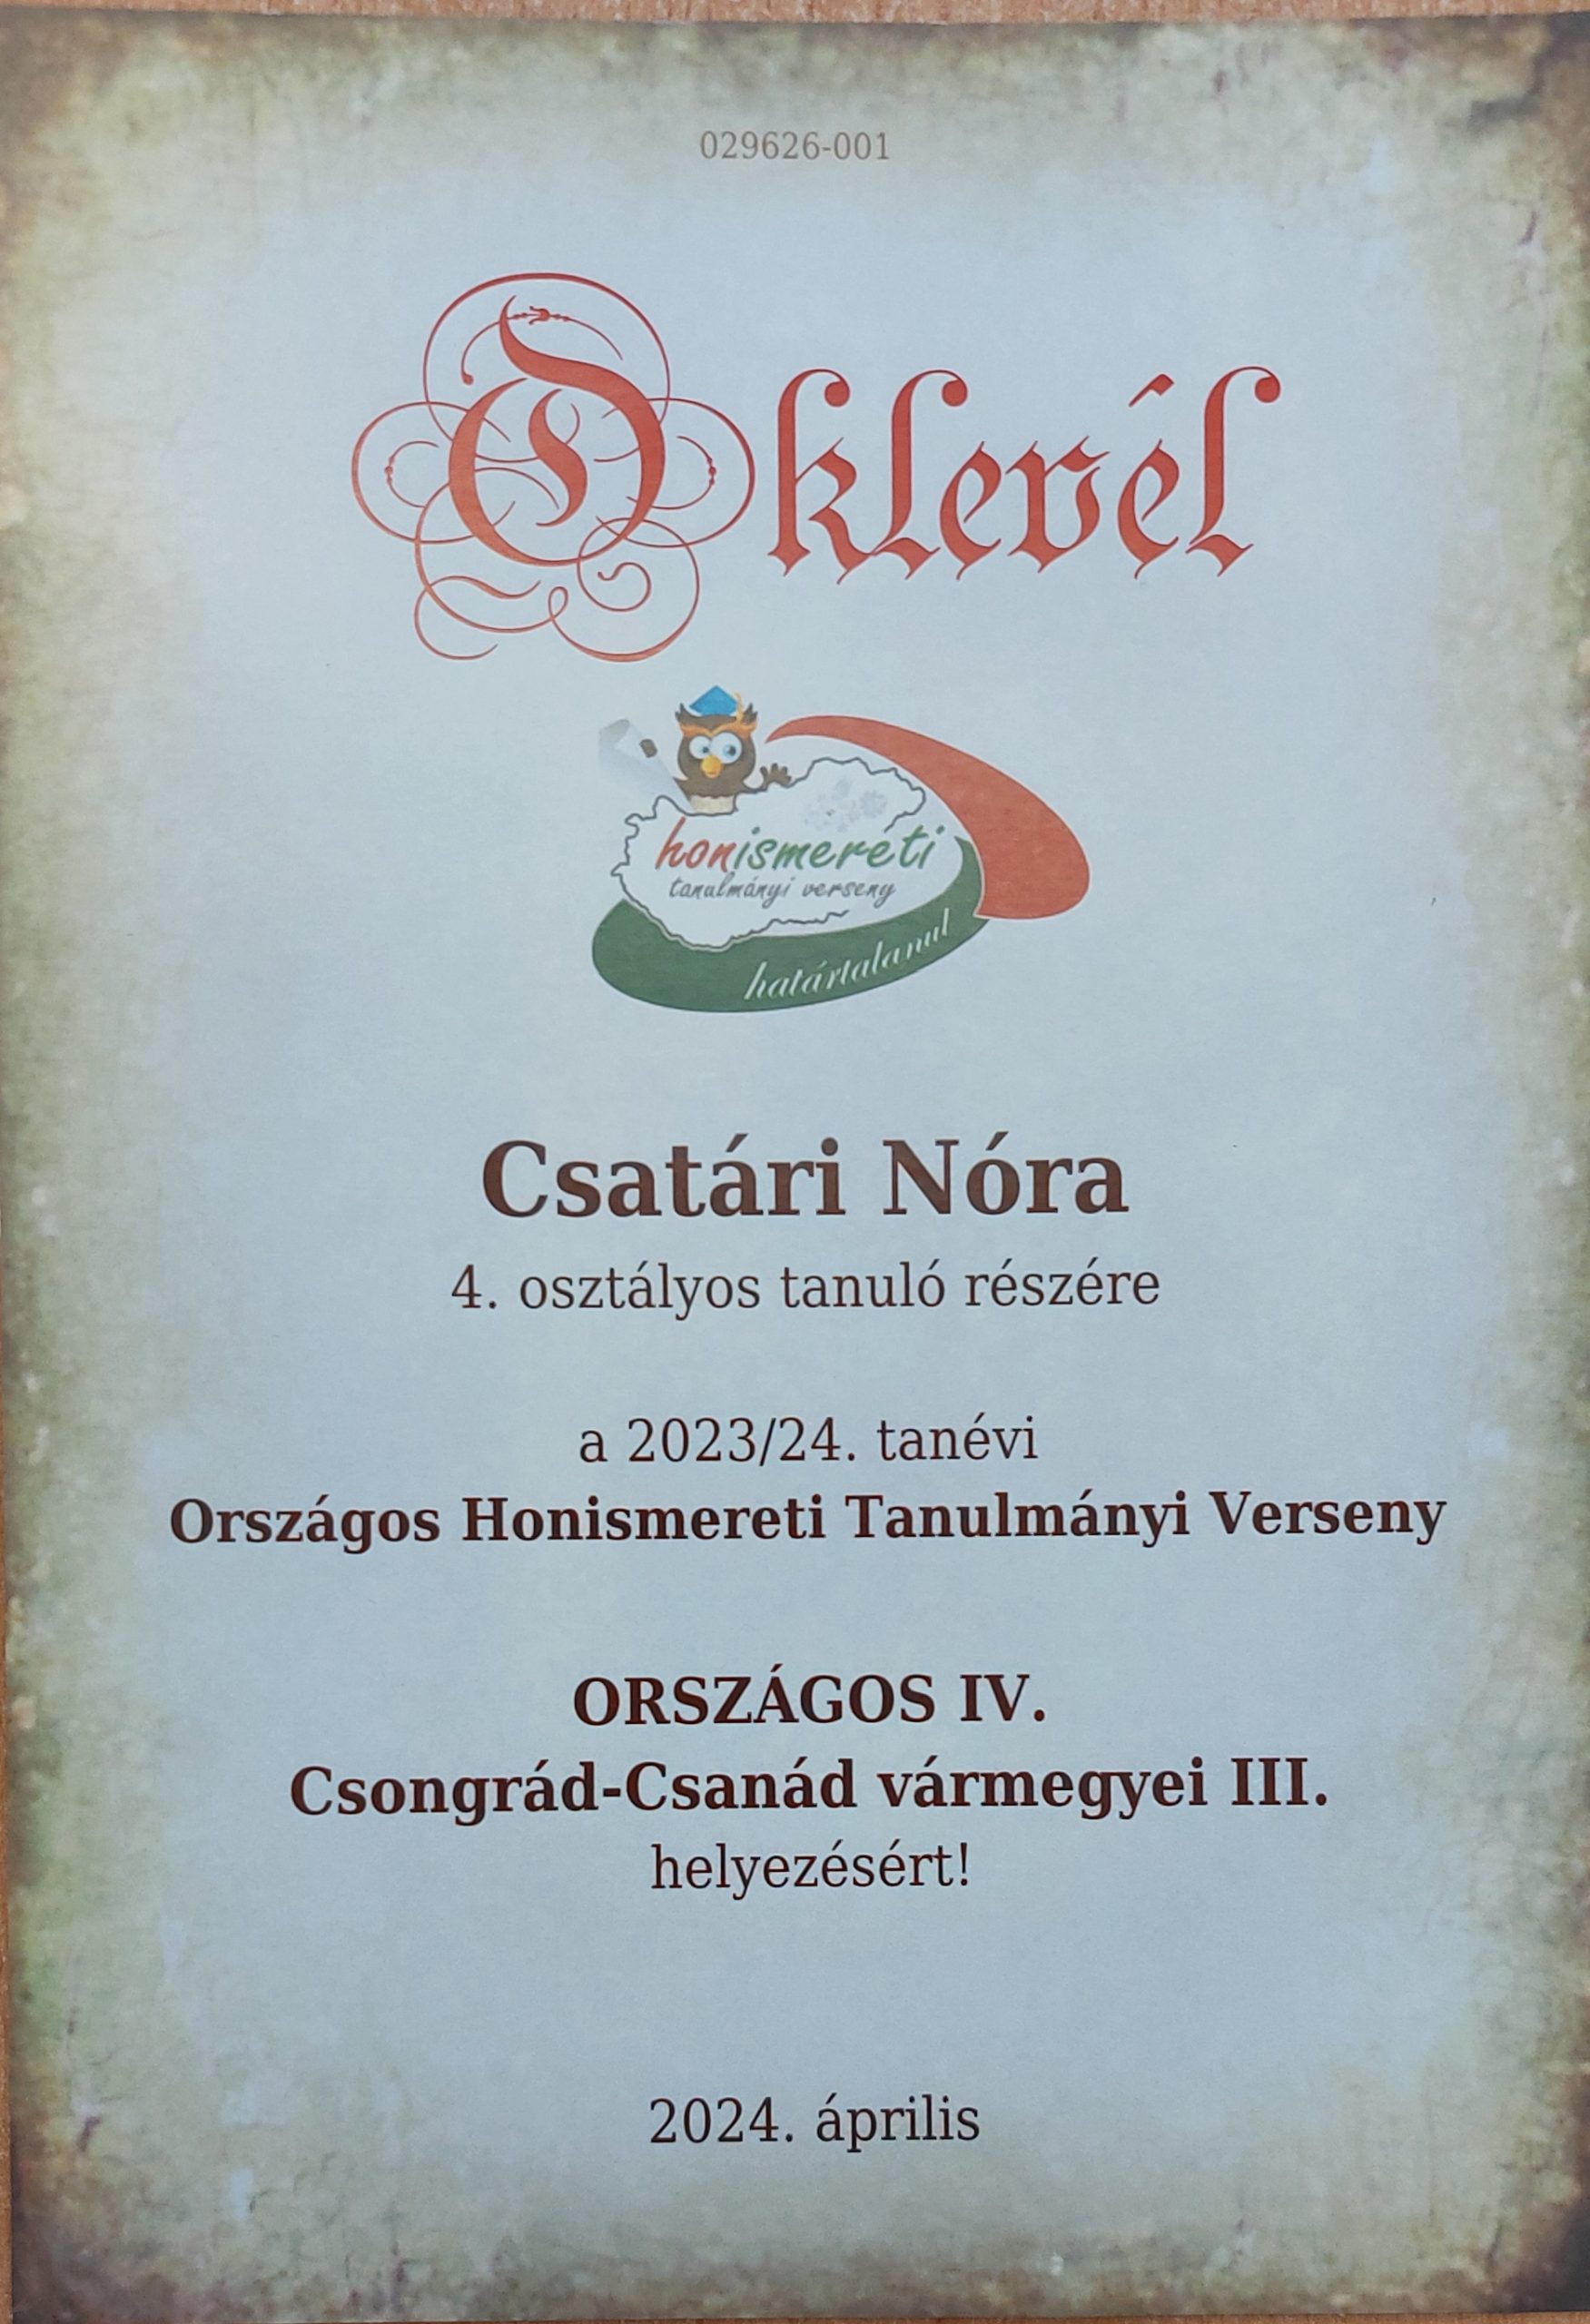 029626-001
Oklevél
honismereti
tanulmányi verseny
határtalanul
Csatári Nóra
4. osztályos tanuló részére
a 2023/24. tanévi
Országos Honismereti Tanulmányi Verseny
ORSZÁGOS IV.
Csongrád-Csanád vármegyei III.
helyezésért!
2024. április